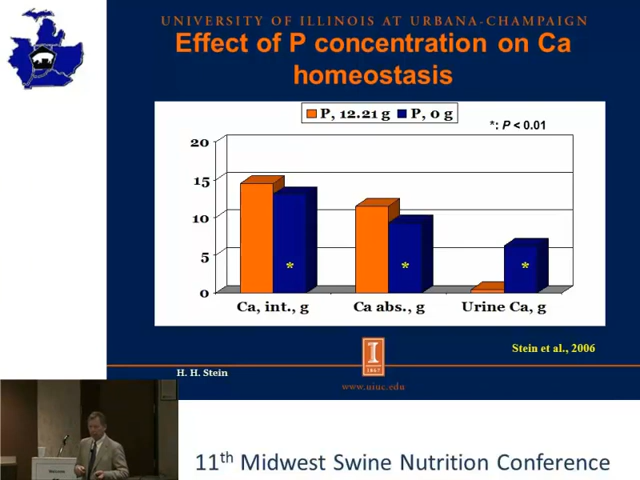 UNIVERSITY OF ILLINOIS AT URBANA-CHAMPAIGN
Effect of P concentration on Ca
homeostasis
P, 12.21 g P, 0 g
*: P < 0.01
20
15
10
5
0
* * *
Ca, int., g Ca abs., g Urine Ca, g
Stein et al., 2006
I
1867
H. H. Stein
www.uiuc.edu
11th Midwest Swine Nutrition Conference